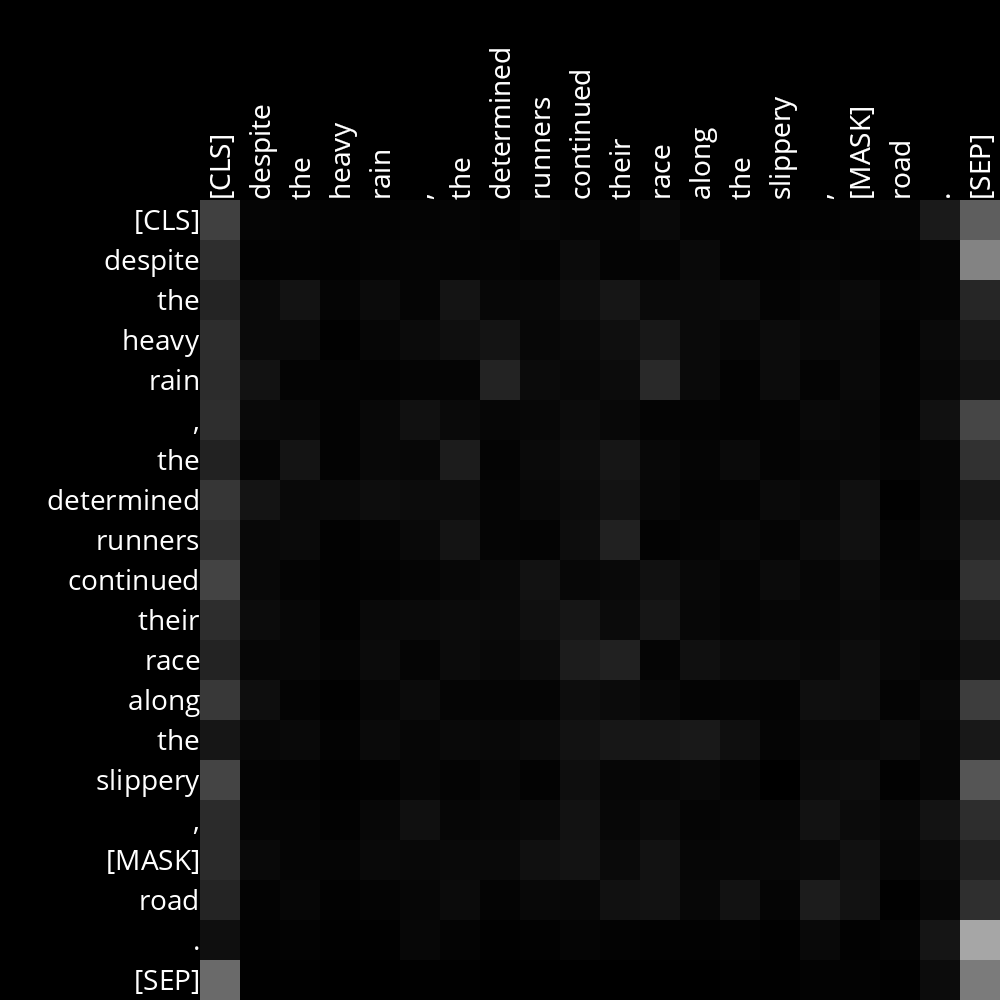 [CLS] despite the heavy rain , the determined runners continued their race along the slippery , [MASK] road . [SEP]
[CLS]
despite
the
heavy
rain
,
the
determined
runners
continued
their
race
along
the
slippery
,
[MASK]
road
.
[SEP]